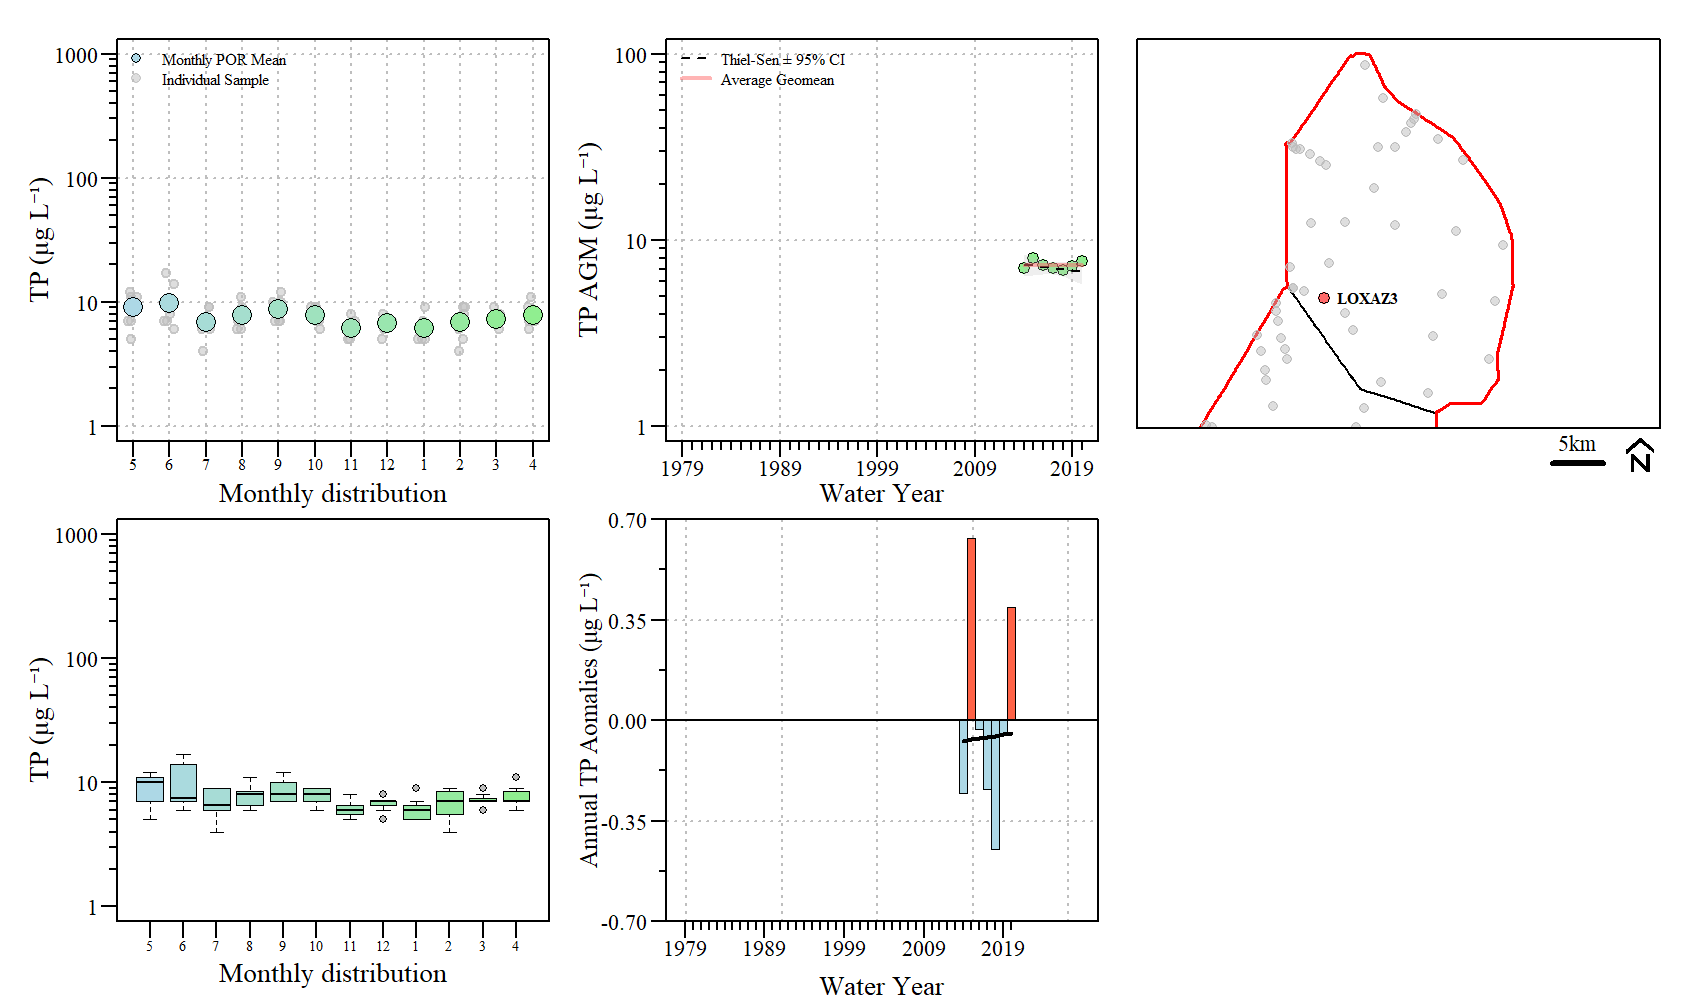 1000
100
10
1
TP (µg L⁻¹)
Monthly POR Mean
Individual Sample
5 6 7 8 9 10 11 12 1 2 3 4
Monthly distribution
100
10
1
TP AGM (µg L⁻¹)
Thiel-Sen ± 95% CI
Average Geomean
1979 1989 1999 2009 2019
Water Year
LOXAZ3
5km
N
1000
100
10
1
TP (µg L⁻¹)
5 6 7 8 9 10 11 12 1 2 3 4
Monthly distribution
0.70
0.35
0.00
-0.35
-0.70
Annual TP Aomalies (µg L⁻¹)
1979 1989 1999 2009 2019
Water Year